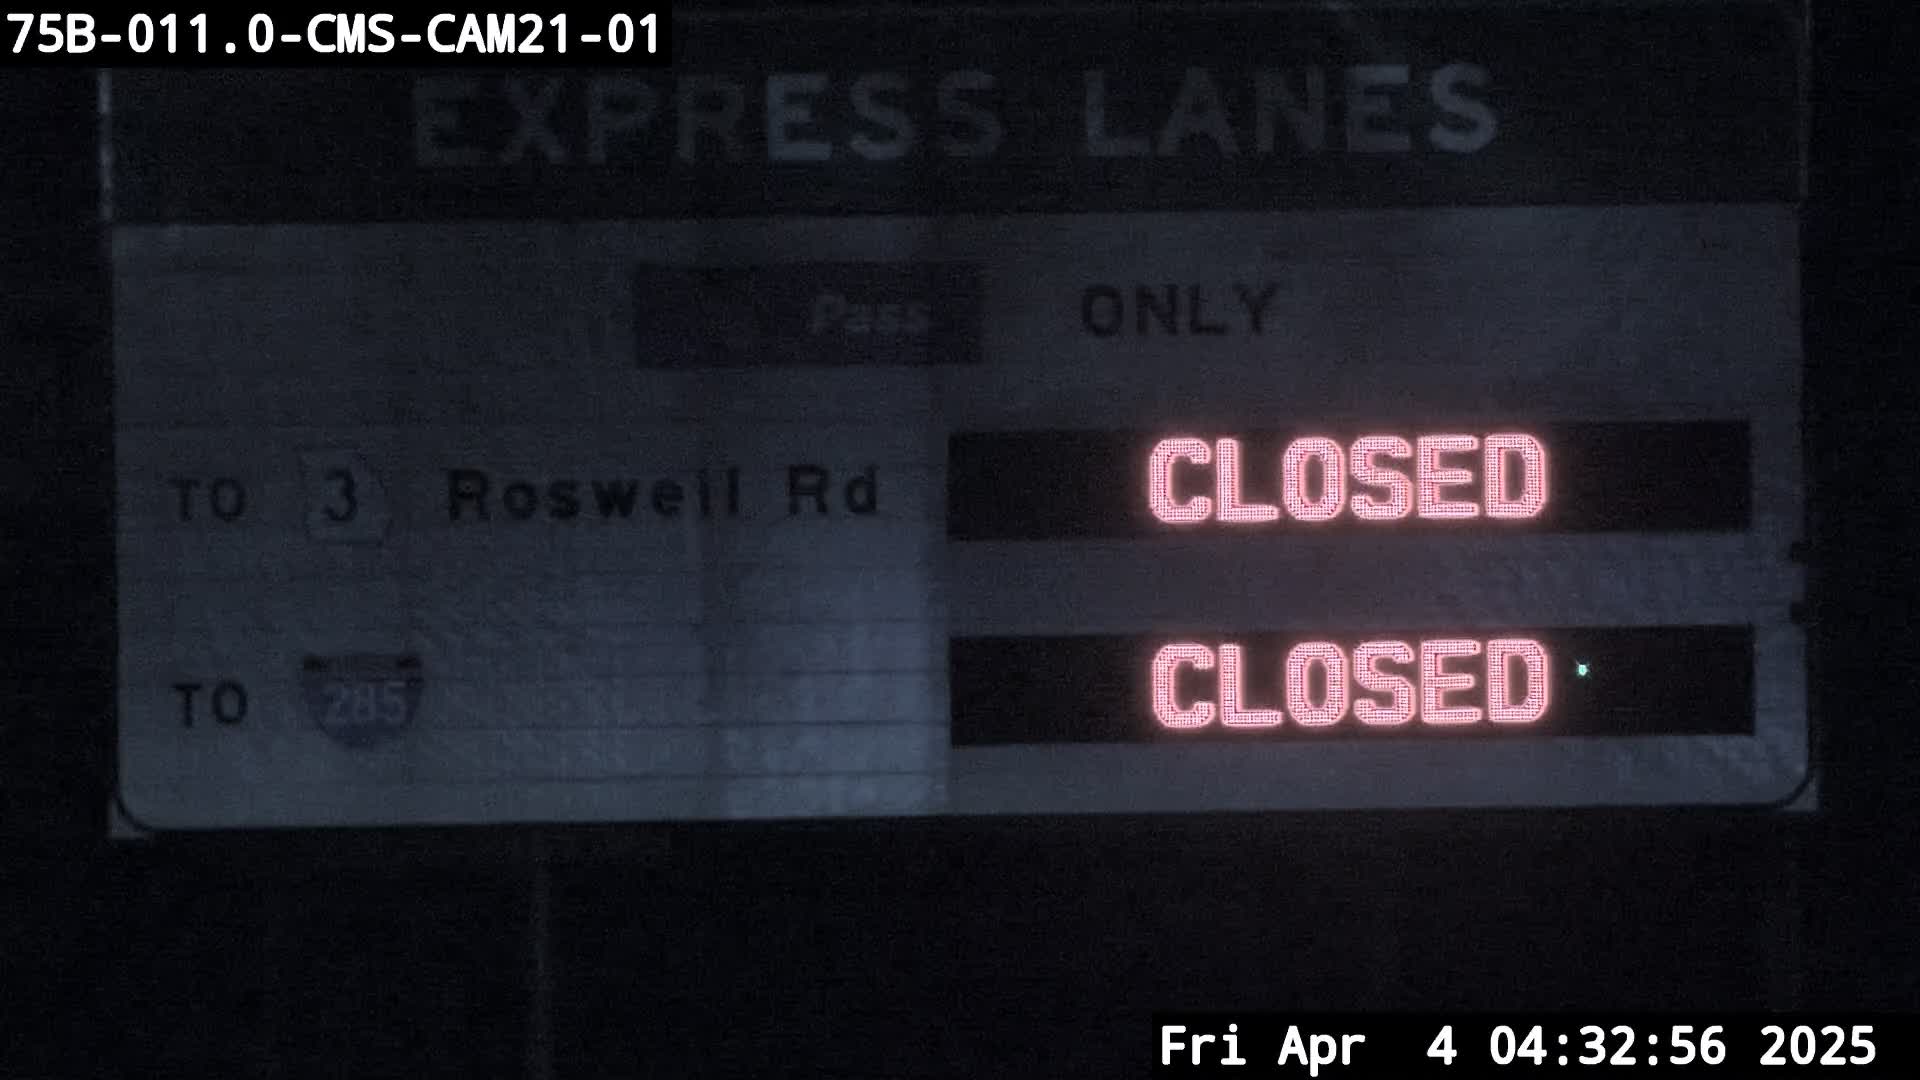 75B-011.0-CMS-CAM21-01
EXPRESS LANES
Pass ONLY
TO 3 Roswell Rd CLOSED
TO 285 CLOSED
Fri Apr 4 04:32:56 2025